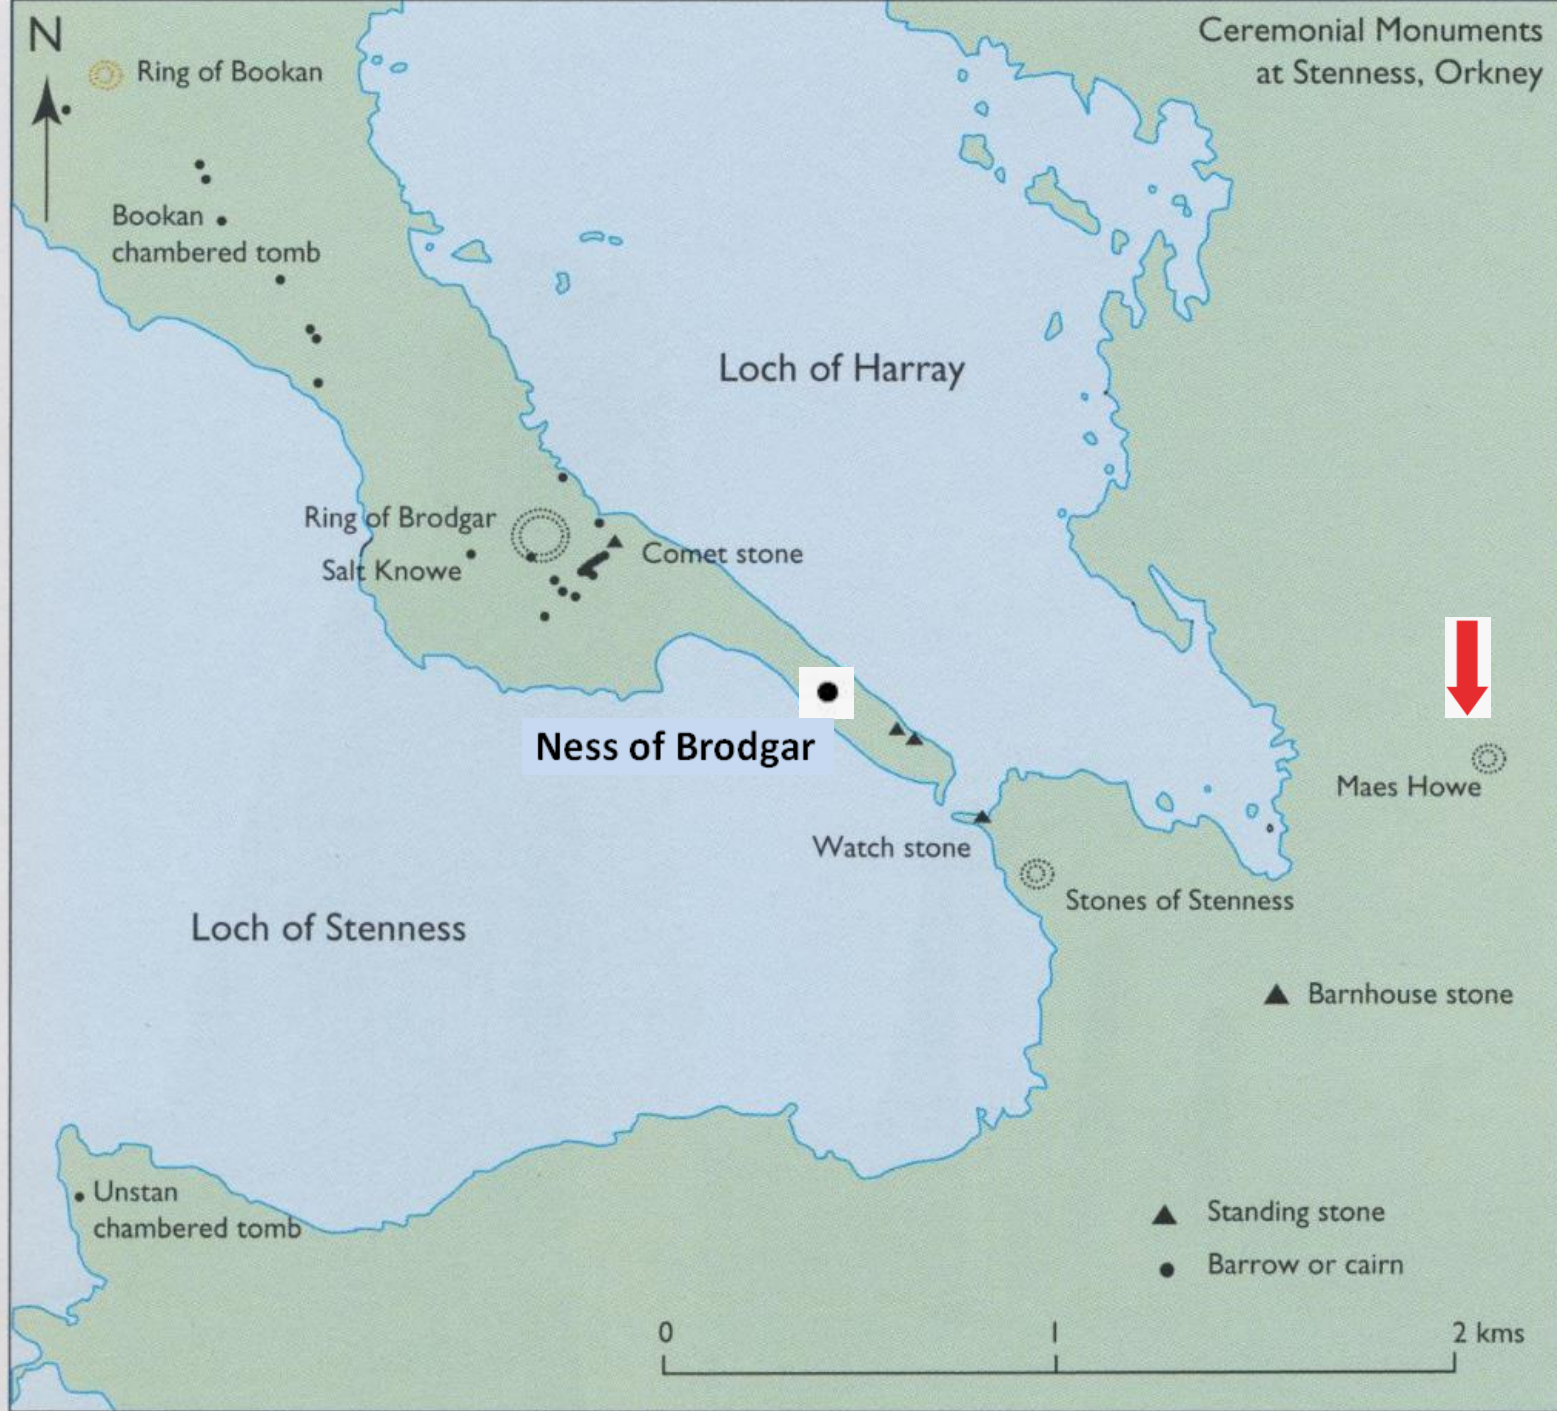 N
Ceremonial Monuments
at Stenness, Orkney
Ring of Bookan
Bookan
chambered tomb
Loch of Harray
Ring of Brodgar
Comet stone
Salt Knowe
Ness of Brodgar
Maes Howe
Watch stone
Stones of Stenness
Loch of Stenness
Barnhouse stone
Unstan
chambered tomb
Standing stone
Barrow or cairn
0 1 2 kms